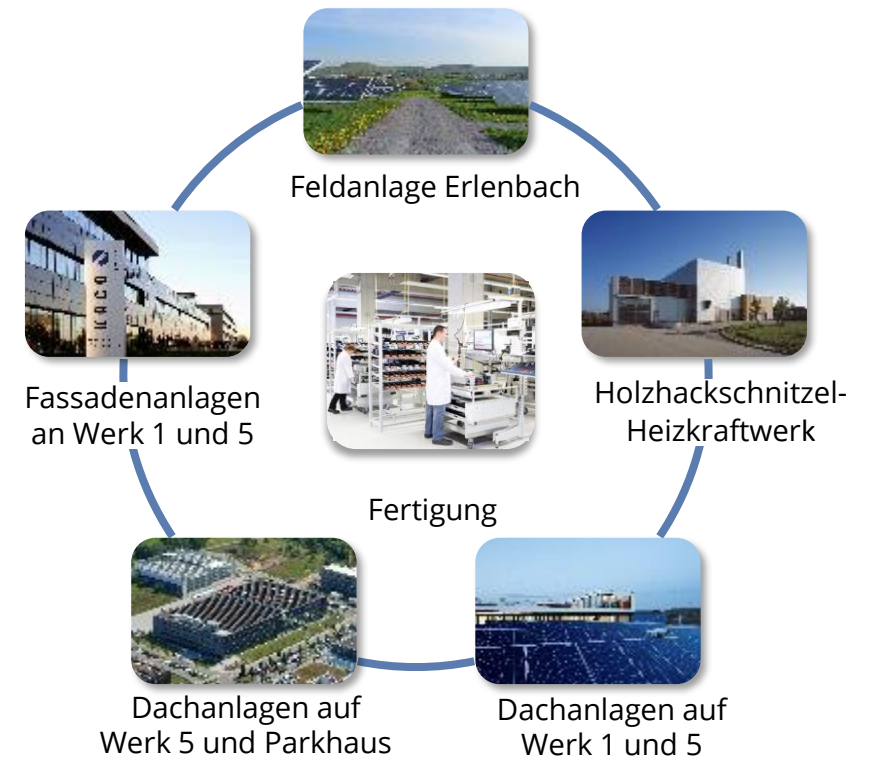 Feldanlage Erlenbach
KACO
Fassadenanlagen
an Werk 1 und 5
Holzhackschnitzel-
Heizkraftwerk
Fertigung
Dachanlagen auf
Werk 5 und Parkhaus
Dachanlagen auf
Werk 1 und 5